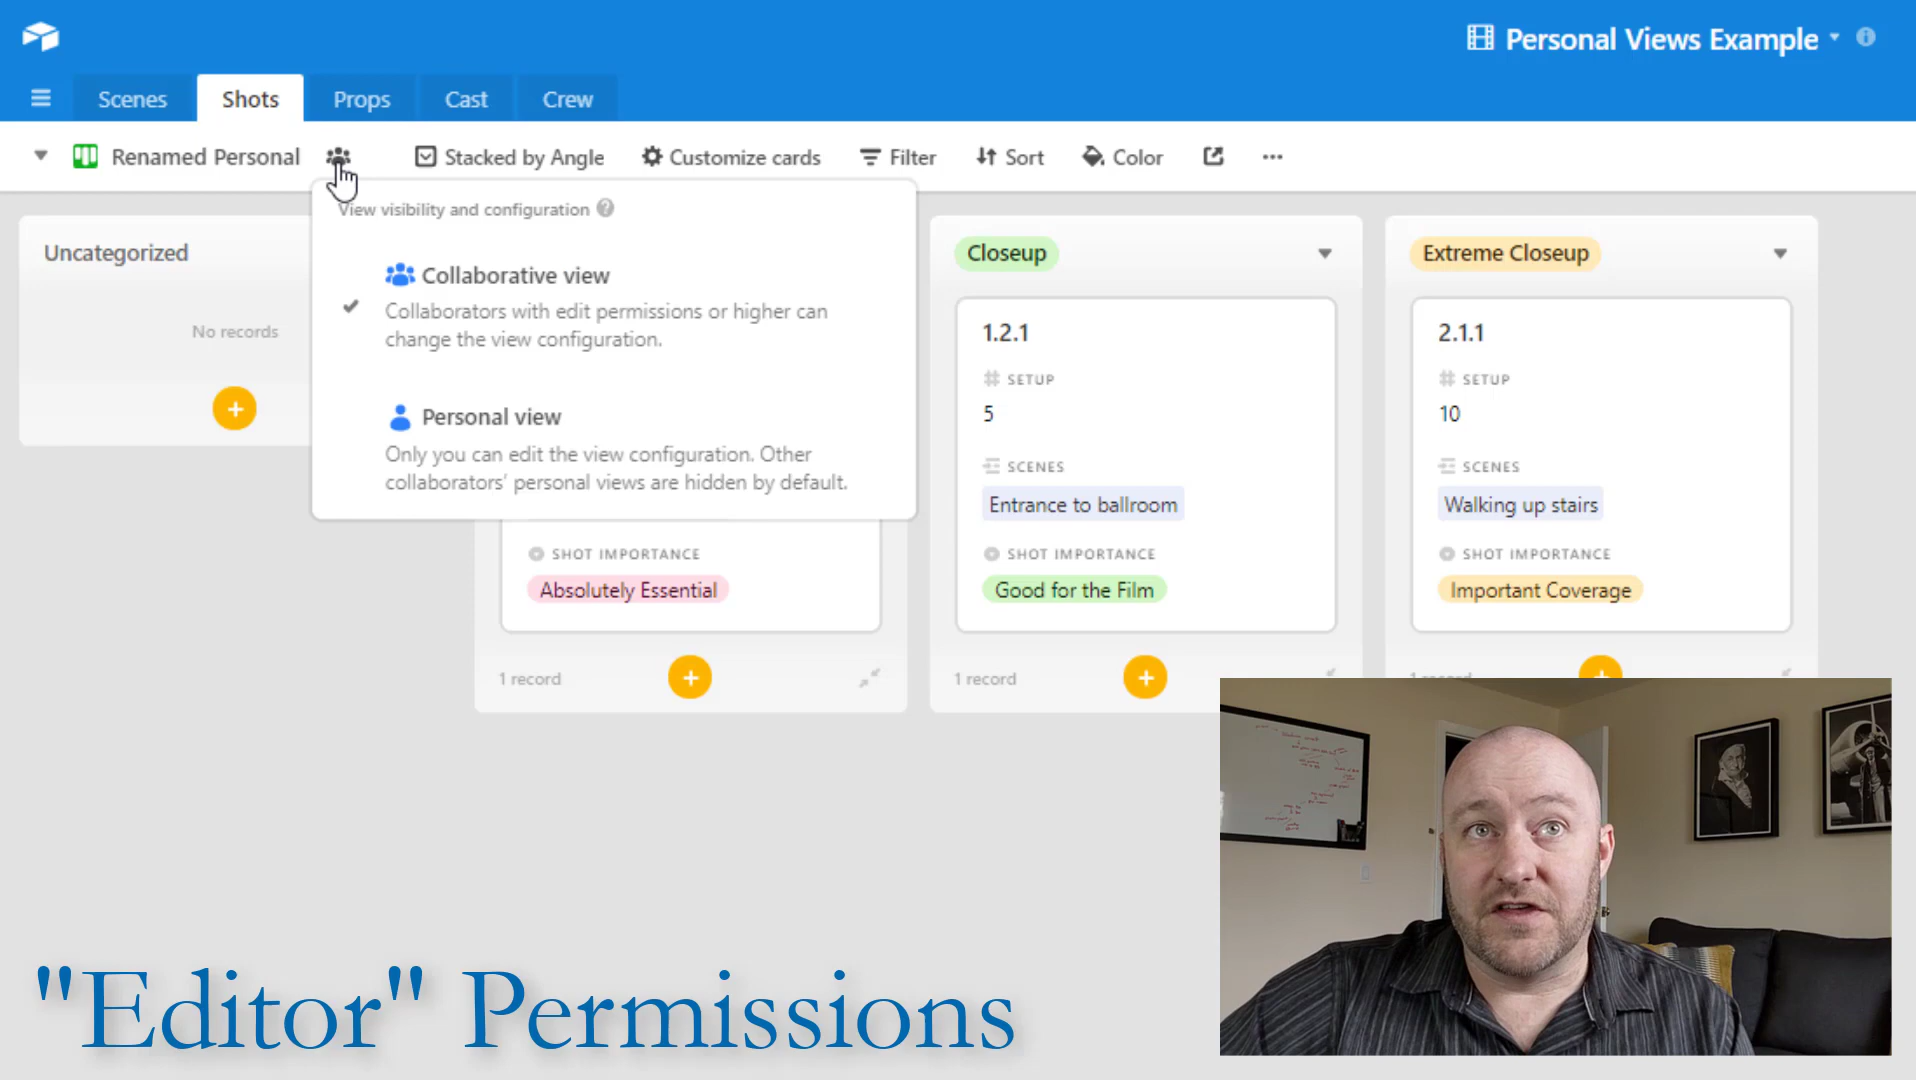 Personal Views Example
Scenes Shots Props Cast Crew
Renamed Personal Stacked by Angle Customize cards Filter Sort Color
View visibility and configuration
Collaborative view
Collaborators with edit permissions or higher can
change the view configuration.
Personal view
Only you can edit the view configuration. Other
collaborators' personal views are hidden by default.
Uncategorized
No records
SHOT IMPORTANCE
Absolutely Essential
1 record
Closeup
1.2.1
SETUP
5
SCENES
Entrance to ballroom
SHOT IMPORTANCE
Good for the Film
1 record
Extreme Closeup
2.1.1
SETUP
10
SCENES
Walking up stairs
SHOT IMPORTANCE
Important Coverage
"Editor" Permissions